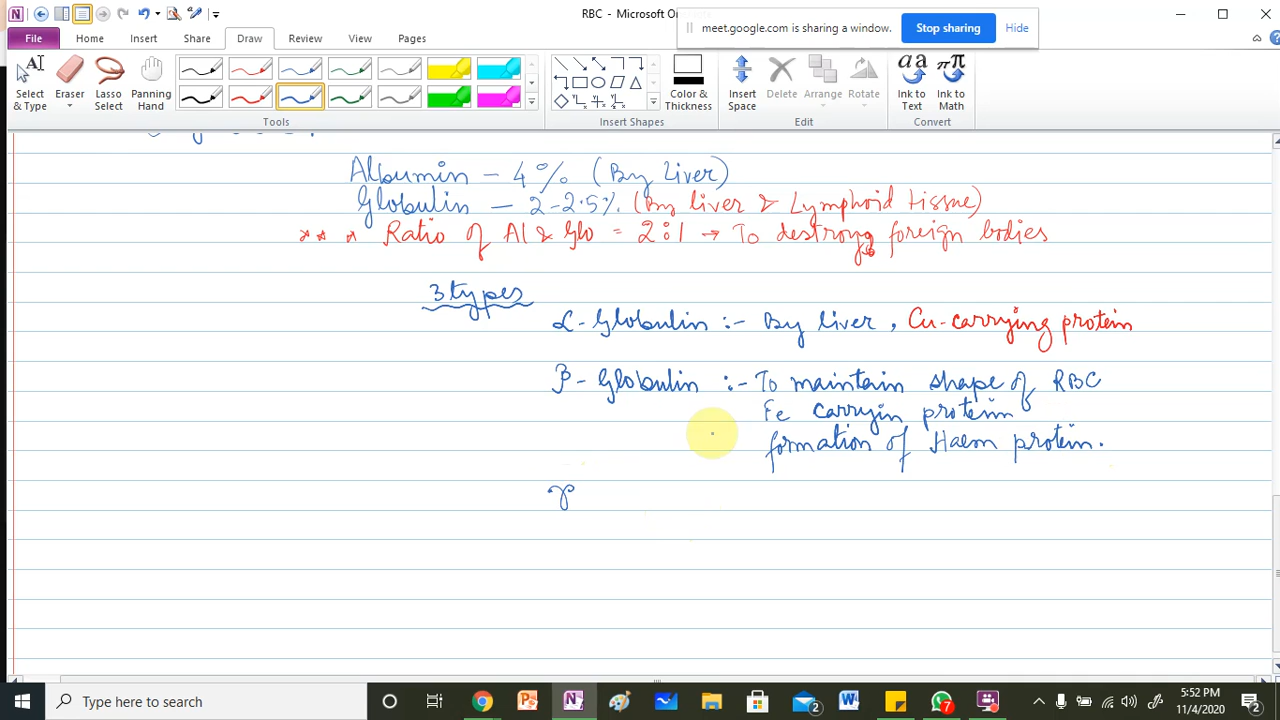 RBC - Microsoft On
meet.google.com is sharing a window.
Stop sharing
Hide
File
Home
Insert
Share
Draw
Review
View
Pages
Select & Type
Eraser
Lasso Select
Panning Hand
Color & Thickness
Insert Space
Delete
Arrange
Rotate
Ink to Text
Ink to Math
Tools
Insert Shapes
Edit
Convert
Albumin - 4% (By Liver)
Globulin - 2-2.5% (By liver & Lymphoid tissue)
*** Ratio of Al & Glo = 2:1 → To destroy foreign bodies
3 types
α-Globulin :- By liver, Cu-carrying protein
β-Globulin :- To maintain shape of RBC
Fe carryin protein
formation of Haem protein.
γ
Type here to search
7
2
5:52 PM
11/4/2020
2